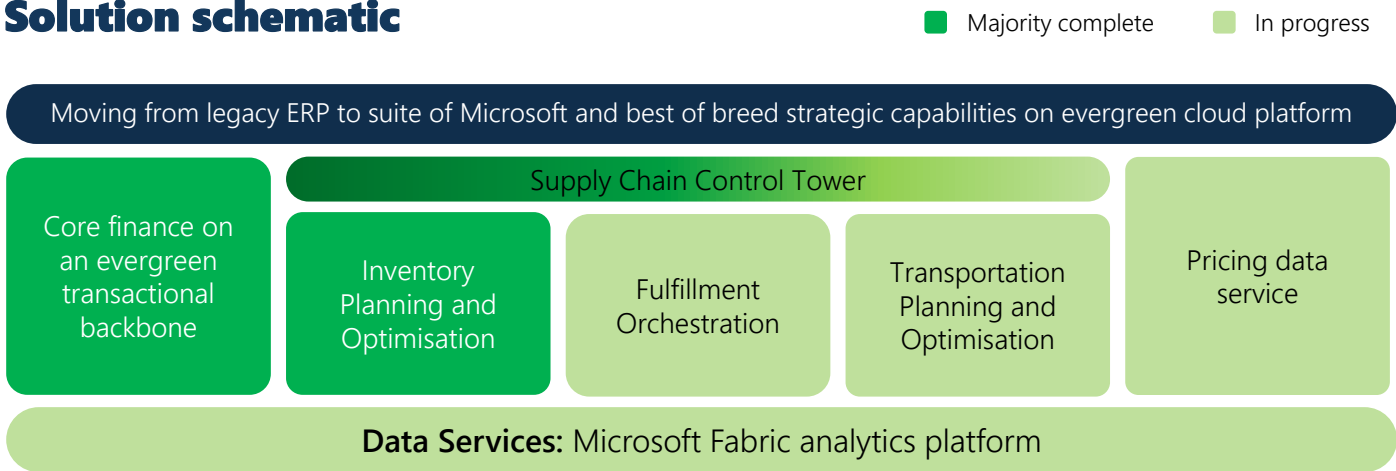 Solution schematic
Majority complete
In progress
Moving from legacy ERP to suite of Microsoft and best of breed strategic capabilities on evergreen cloud platform
Core finance on
an evergreen
transactional
backbone
Supply Chain Control Tower
Inventory
Planning and
Optimisation
Fulfillment
Orchestration
Transportation
Planning and
Optimisation
Pricing data
service
Data Services: Microsoft Fabric analytics platform